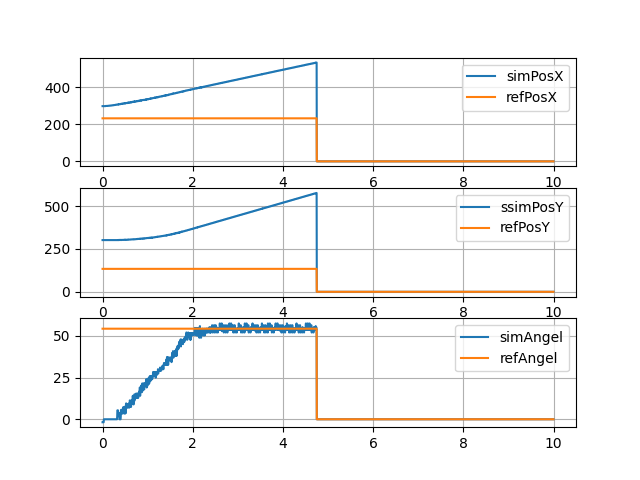 400
200
0
simPosX
refPosX
0 2 4 6 8 10
500
250
0
ssimPosY
refPosY
0 2 4 6 8 10
50
25
0
simAngel
refAngel
0 2 4 6 8 10